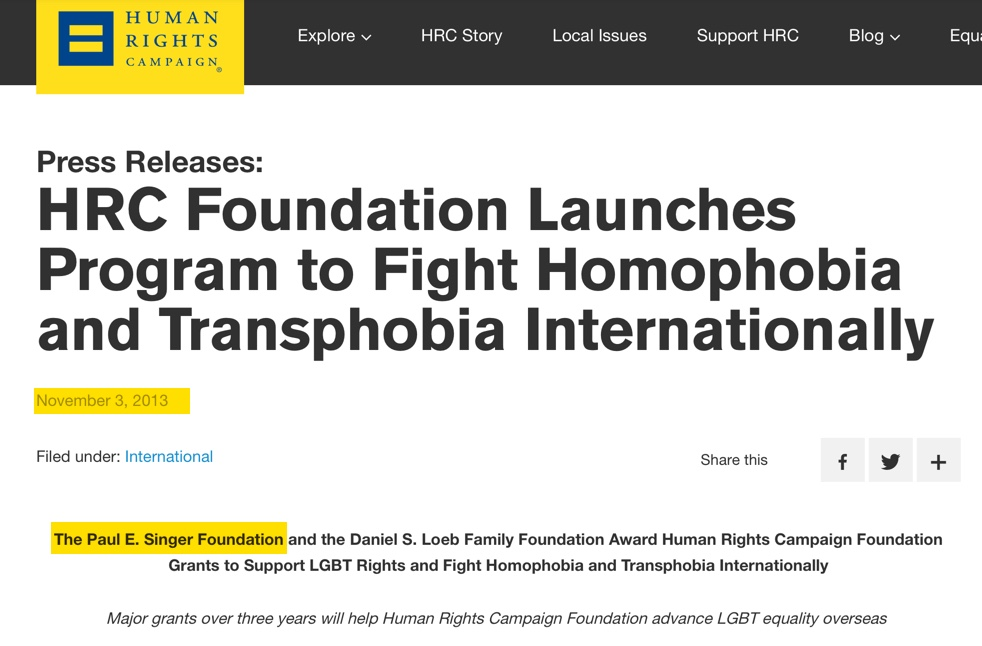 HUMAN
RIGHTS
CAMPAIGN®
Explore HRC Story Local Issues Support HRC Blog Equa
Press Releases:
HRC Foundation Launches
Program to Fight Homophobia
and Transphobia Internationally
November 3, 2013
Filed under: International
Share this
The Paul E. Singer Foundation and the Daniel S. Loeb Family Foundation Award Human Rights Campaign Foundation
Grants to Support LGBT Rights and Fight Homophobia and Transphobia Internationally
Major grants over three years will help Human Rights Campaign Foundation advance LGBT equality overseas